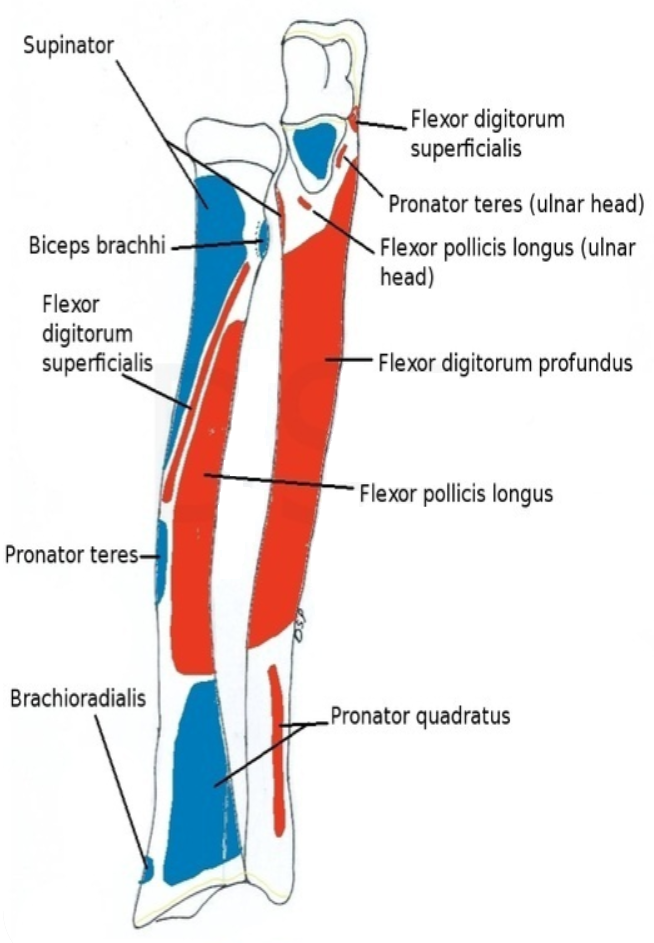 Supinator
Flexor digitorum
superficialis
Pronator teres (ulnar head)
Biceps brachhi
Flexor pollicis longus (ulnar
head)
Flexor
digitorum
superficialis
Flexor digitorum profundus
Flexor pollicis longus
Pronator teres
Brachioradialis
Pronator quadratus